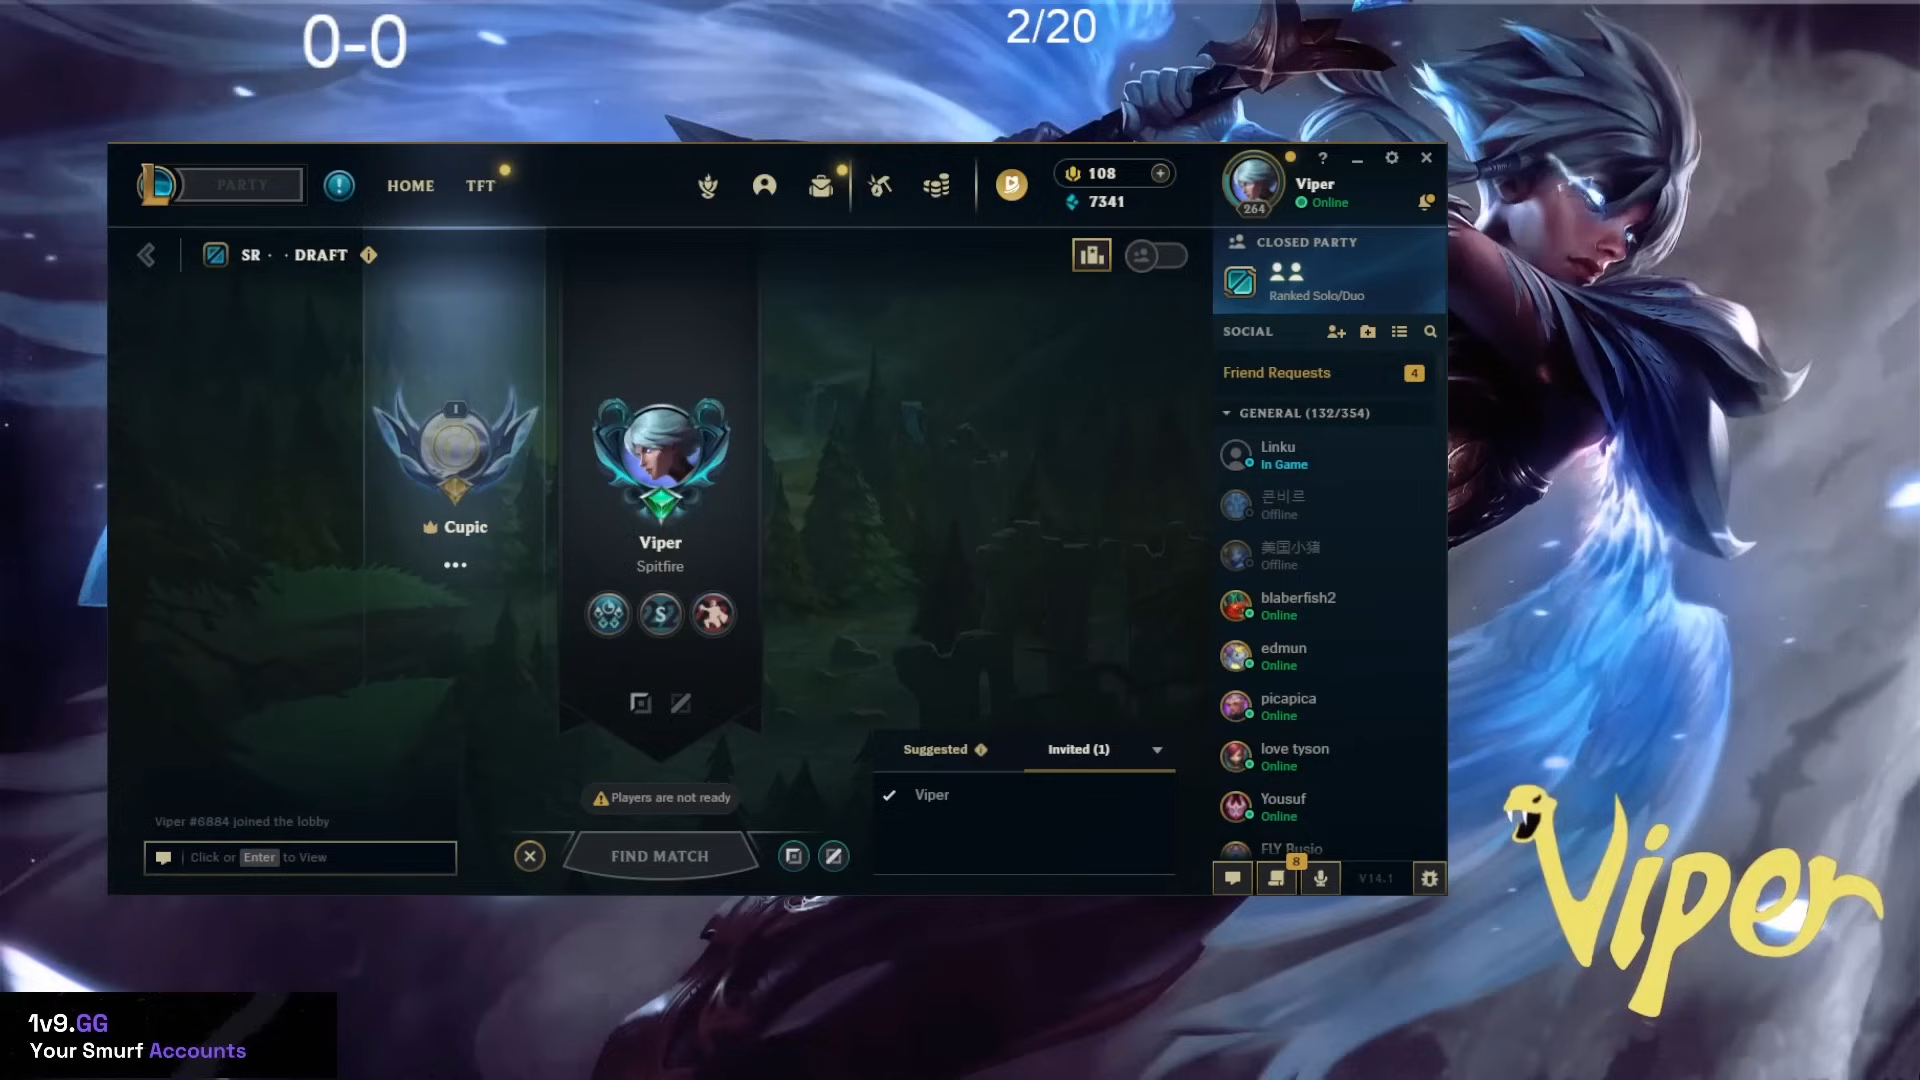 0-0
2/20
PARTY
HOME
TFT
108
7341
264
Viper
Online
SR · · DRAFT
CLOSED PARTY
Ranked Solo/Duo
SOCIAL
Friend Requests
4
GENERAL (132/354)
Linku
In Game
콘비르
Offline
美国小猪
Offline
blaberfish2
Online
edmun
Online
picapica
Online
love tyson
Online
Yousuf
Online
FLY Busio
8
V14.1
I
Cupic
Viper
Spitfire
S
Players are not ready
FIND MATCH
Suggested
Invited (1)
Viper
Viper #6884 joined the lobby
Click or Enter to View
Viper
1v9.GG
Your Smurf Accounts